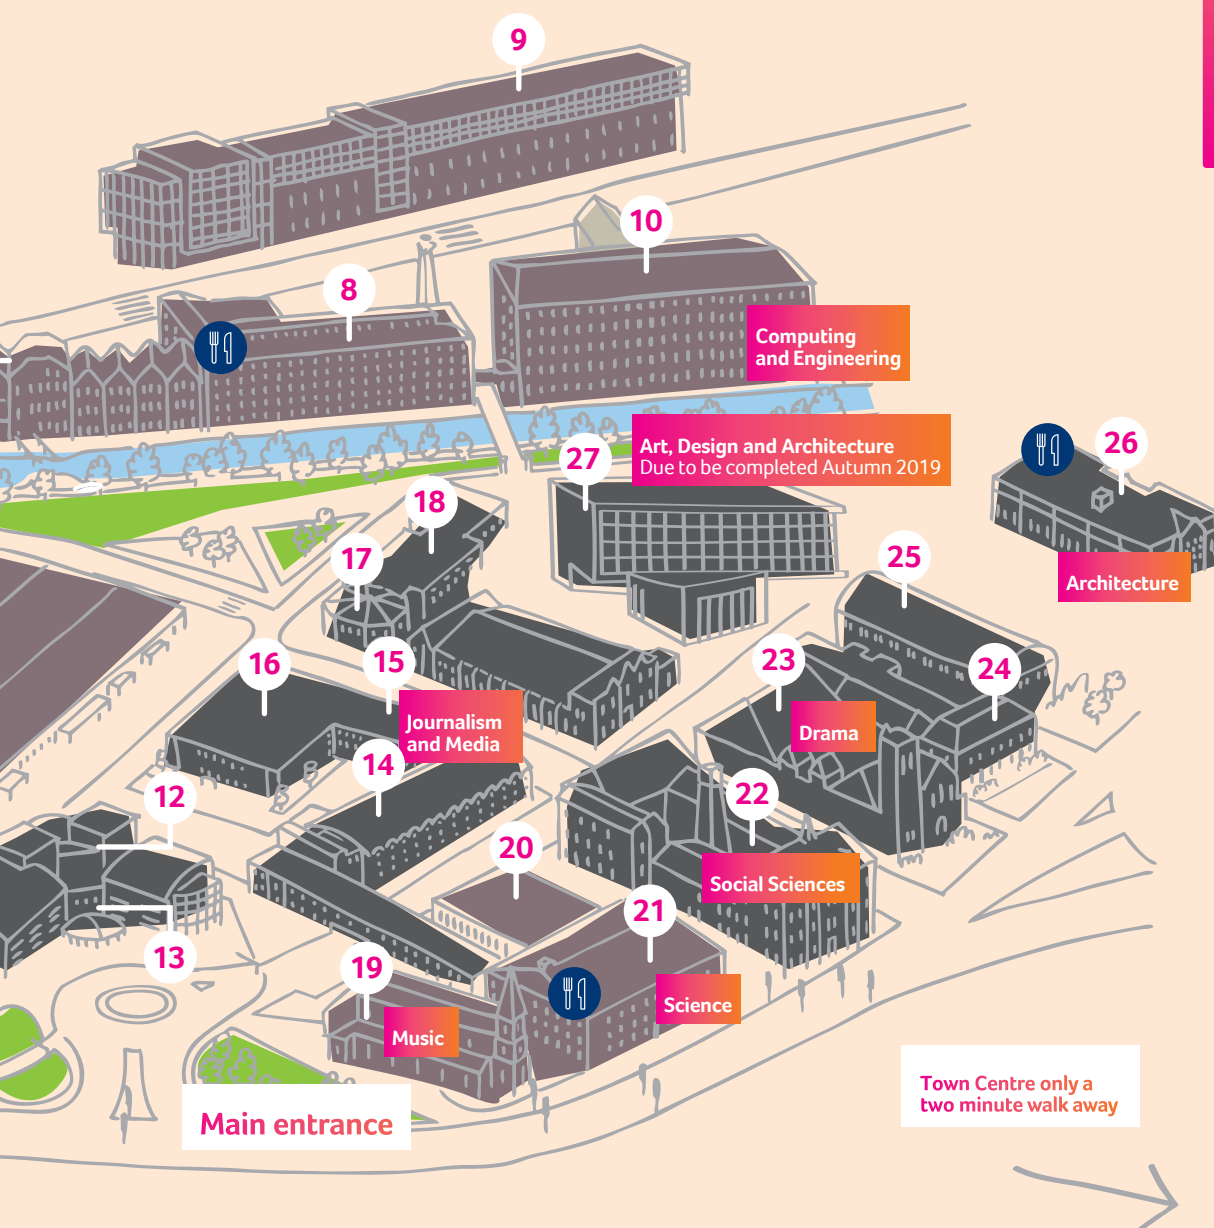 9
10
8
Computing
and Engineering
Art, Design and Architecture
Due to be completed Autumn 2019
27
26
18
17
25
Architecture
16
15
23
24
Journalism
and Media
Drama
14
12
22
20
Social Sciences
21
13
19
Science
Music
Town Centre only a
two minute walk away
Main entrance